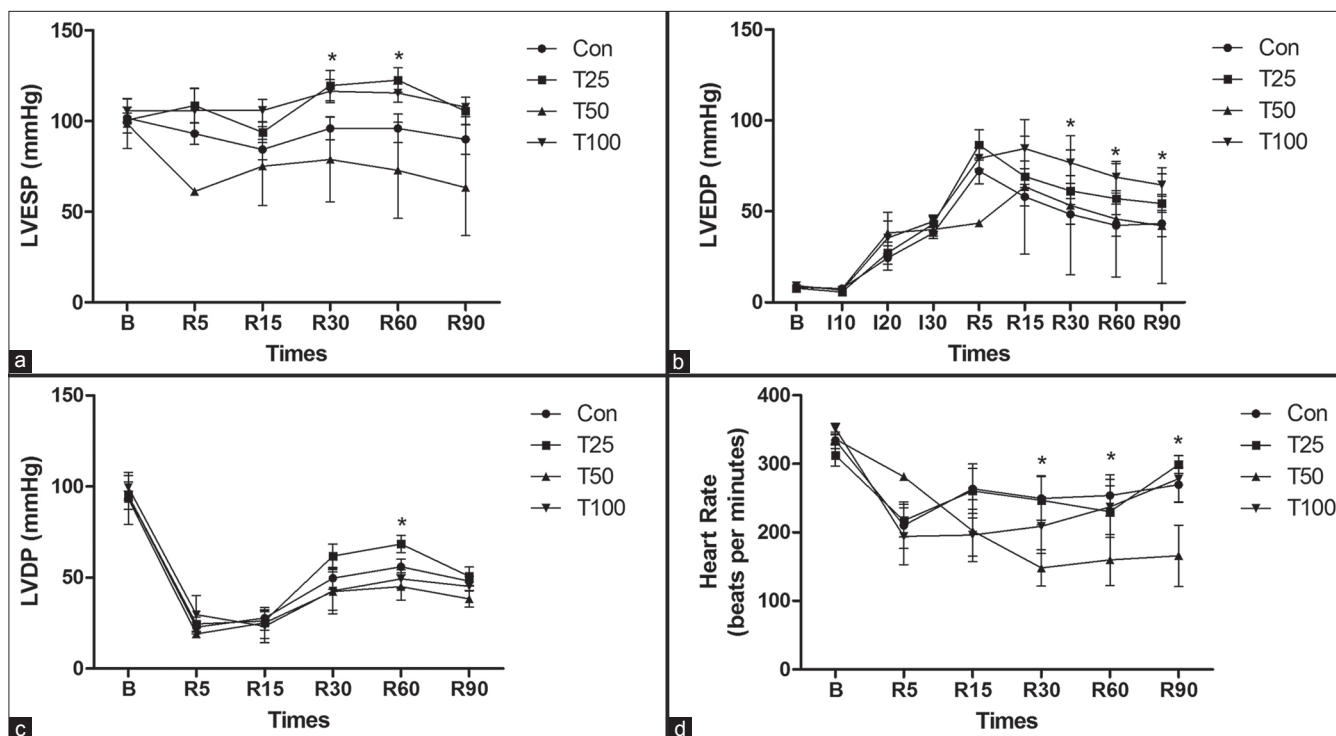 150
100
50
0
LVESP (mmHg)
* *
B R5 R15 R30 R60 R90
Times
Con
T25
T50
T100
a
150
100
50
0
LVEDP (mmHg)
* * *
B I10 I20 I30 R5 R15 R30 R60 R90
Times
Con
T25
T50
T100
b
150
100
50
0
LVDP (mmHg)
*
B R5 R15 R30 R60 R90
Times
Con
T25
T50
T100
c
400
300
200
100
0
Heart Rate
(beats per minutes)
* * *
B R5 R15 R30 R60 R90
Times
Con
T25
T50
T100
d